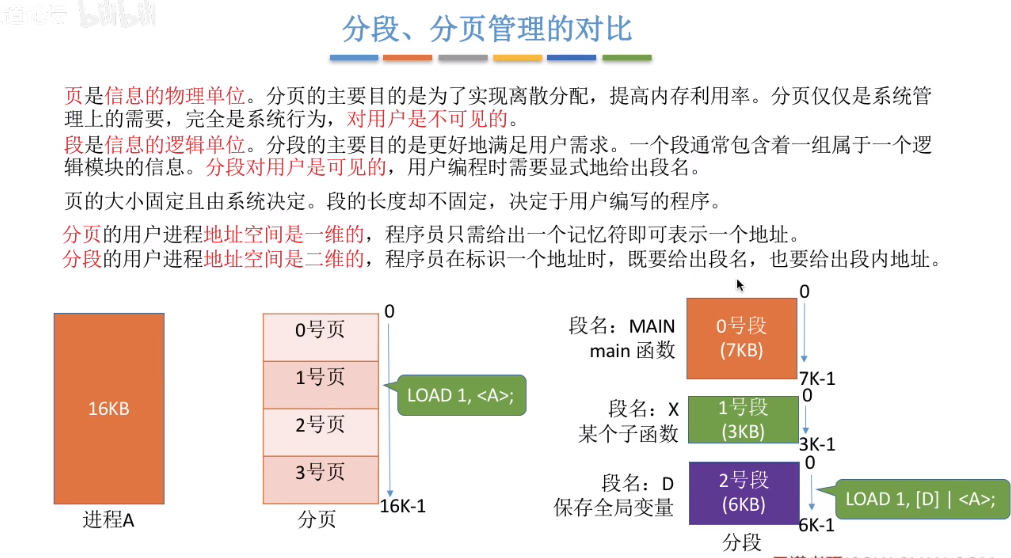 bilibili
分段、分页管理的对比
页是信息的物理单位。分页的主要目的是为了实现离散分配，提高内存利用率。分页仅仅是系统管
理上的需要，完全是系统行为，对用户是不可见的。
段是信息的逻辑单位。分段的主要目的是更好地满足用户需求。一个段通常包含着一组属于一个逻
辑模块的信息。分段对用户是可见的，用户编程时需要显式地给出段名。
页的大小固定且由系统决定。段的长度却不固定，决定于用户编写的程序。
分页的用户进程地址空间是一维的，程序员只需给出一个记忆符即可表示一个地址。
分段的用户进程地址空间是二维的，程序员在标识一个地址时，既要给出段名，也要给出段内地址。
16KB
进程A
0
0号页
1号页
2号页
3号页
16K-1
LOAD 1, <A>;
分页
段名：MAIN
main 函数
0号段
(7KB)
0
7K-1
段名：X
某个子函数
1号段
(3KB)
0
3K-1
段名：D
保存全局变量
2号段
(6KB)
0
6K-1
LOAD 1, [D] | <A>;
分段